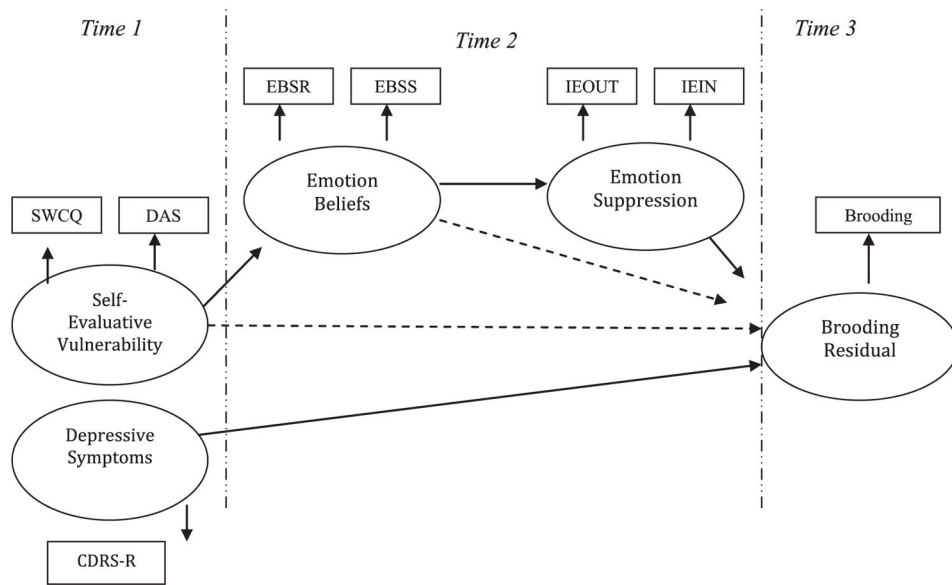 Time 1
Time 2
Time 3
EBSR
EBSS
IEOUT
IEIN
Emotion
Beliefs
Emotion
Suppression
SWCQ
DAS
Brooding
Self-
Evaluative
Vulnerability
Brooding
Residual
Depressive
Symptoms
CDRS-R